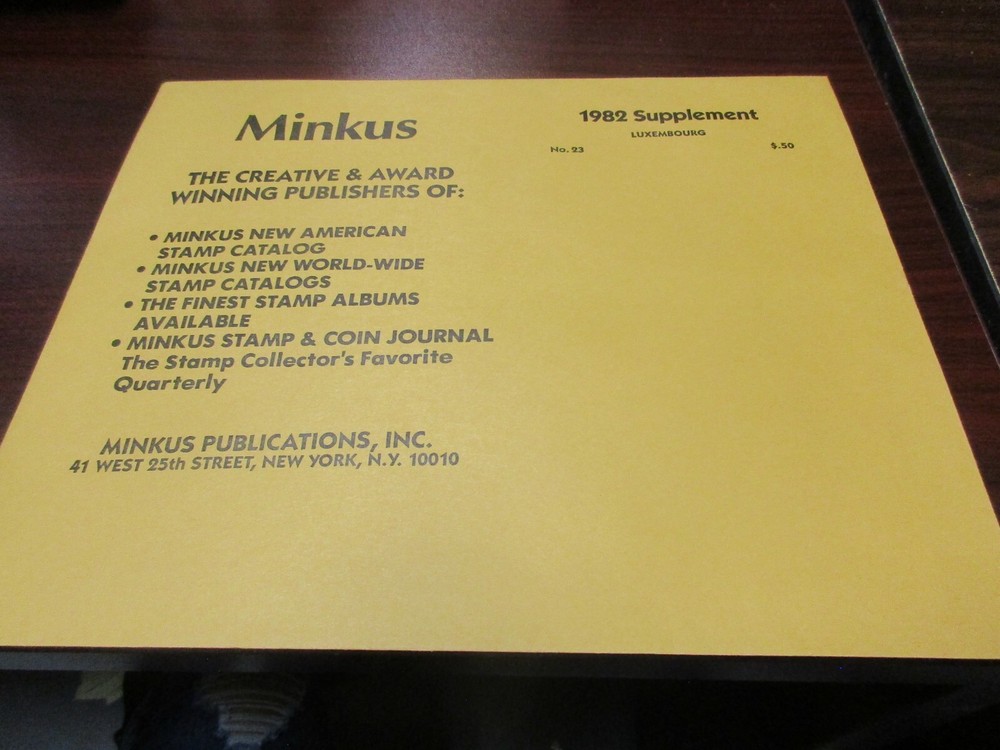 Minkus
THE CREATIVE & AWARD
WINNING PUBLISHERS OF:
• MINKUS NEW AMERICAN
STAMP CATALOG
• MINKUS NEW WORLD-WIDE
STAMP CATALOGS
• THE FINEST STAMP ALBUMS
AVAILABLE
• MINKUS STAMP & COIN JOURNAL
The Stamp Collector's Favorite
Quarterly
MINKUS PUBLICATIONS, INC.
41 WEST 25th STREET, NEW YORK, N.Y. 10010
1982 Supplement
LUXEMBOURG
No. 23 $.50